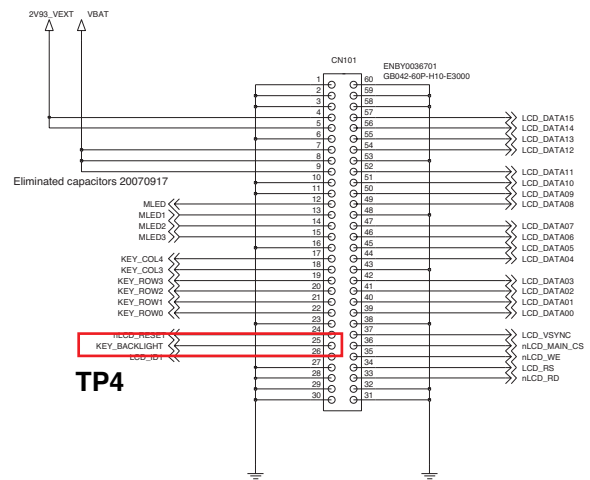 2V93_VEXT VBAT
CN101
ENBY0036701
GB042-60P-H10-E3000
1 60
2 59
3 58
4 57 LCD_DATA15
5 56 LCD_DATA14
6 55 LCD_DATA13
7 54 LCD_DATA12
8 53
9 52 LCD_DATA11
Eliminated capacitors 20070917
10 51 LCD_DATA10
11 50 LCD_DATA09
MLED 12 49 LCD_DATA08
MLED1 13 48
MLED2 14 47 LCD_DATA07
MLED3 15 46 LCD_DATA06
16 45 LCD_DATA05
KEY_COL4 17 44 LCD_DATA04
KEY_COL3 18 43
KEY_ROW3 19 42 LCD_DATA03
KEY_ROW2 20 41 LCD_DATA02
KEY_ROW1 21 40 LCD_DATA01
KEY_ROW0 22 39 LCD_DATA00
23 38
nLCD_RESET 24 37 LCD_VSYNC
KEY_BACKLIGHT 25 36 nLCD_MAIN_CS
LCD_ID1 26 35 nLCD_WE
27 34 LCD_RS
28 33 nLCD_RD
TP4
29 32
30 31